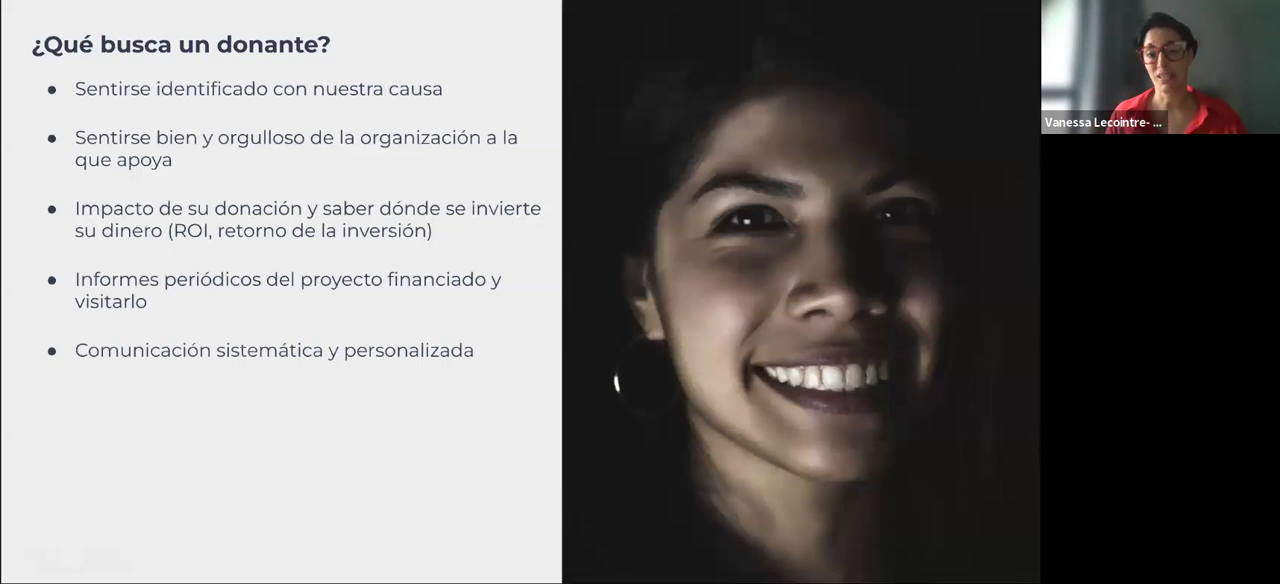 ¿Qué busca un donante?
● Sentirse identificado con nuestra causa
● Sentirse bien y orgulloso de la organización a la
que apoya
● Impacto de su donación y saber dónde se invierte
su dinero (ROI, retorno de la inversión)
● Informes periódicos del proyecto financiado y
visitarlo
● Comunicación sistemática y personalizada
Vanessa Lecointre- ...